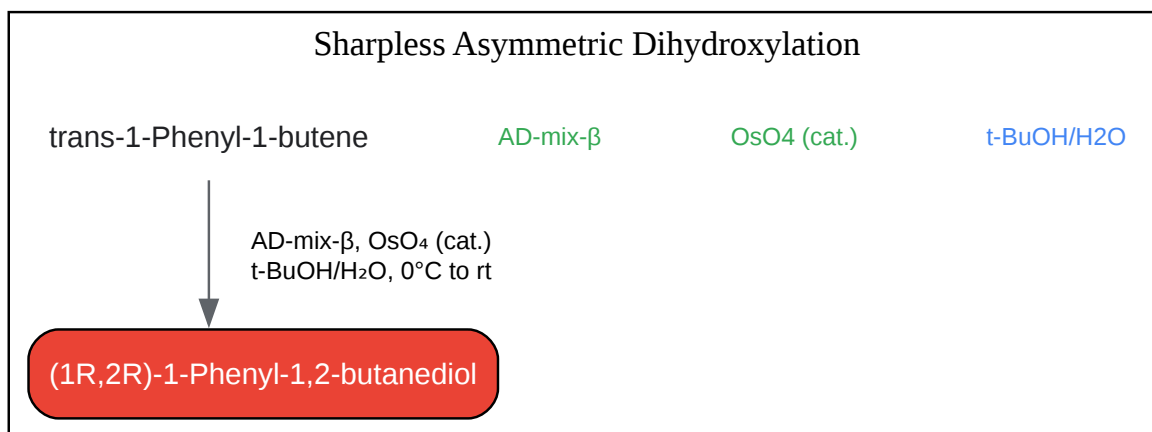 Sharpless Asymmetric Dihydroxylation
trans-1-Phenyl-1-butene AD-mix-β OsO4 (cat.) t-BuOH/H2O
AD-mix-β, OsO₄ (cat.)
t-BuOH/H₂O, 0°C to rt
(1R,2R)-1-Phenyl-1,2-butanediol